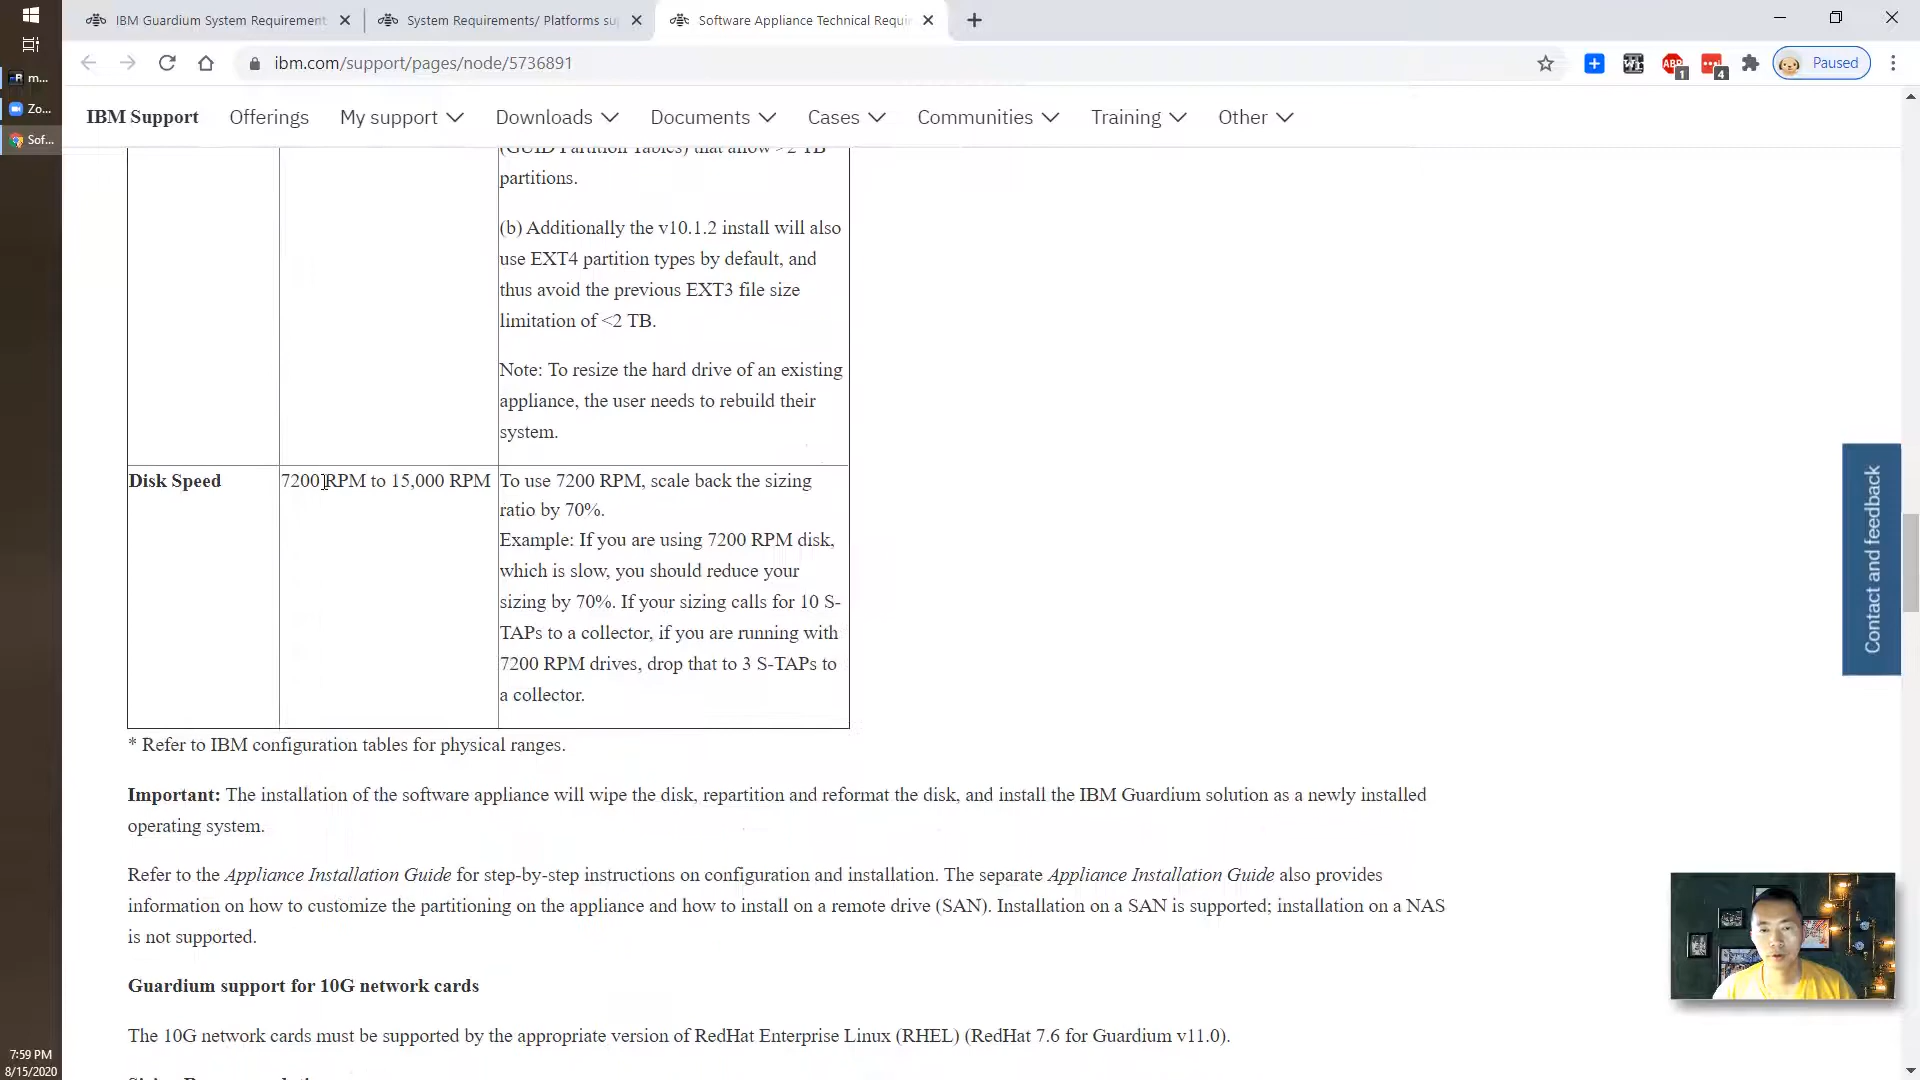 IBM Guardium System Requirement
System Requirements/ Platforms su
Software Appliance Technical Requi
ibm.com/support/pages/node/5736891
ABP
1
4
Paused
m...
Zo...
Sof...
IBM Support
Offerings
My support
Downloads
Documents
Cases
Communities
Training
Other
(GUID Partition Tables) that allow >2 TB
partitions.
(b) Additionally the v10.1.2 install will also
use EXT4 partition types by default, and
thus avoid the previous EXT3 file size
limitation of <2 TB.
Note: To resize the hard drive of an existing
appliance, the user needs to rebuild their
system.
Disk Speed
7200 RPM to 15,000 RPM
To use 7200 RPM, scale back the sizing
ratio by 70%.
Example: If you are using 7200 RPM disk,
which is slow, you should reduce your
sizing by 70%. If your sizing calls for 10 S-
TAPs to a collector, if you are running with
7200 RPM drives, drop that to 3 S-TAPs to
a collector.
* Refer to IBM configuration tables for physical ranges.
Important: The installation of the software appliance will wipe the disk, repartition and reformat the disk, and install the IBM Guardium solution as a newly installed
operating system.
Refer to the Appliance Installation Guide for step-by-step instructions on configuration and installation. The separate Appliance Installation Guide also provides
information on how to customize the partitioning on the appliance and how to install on a remote drive (SAN). Installation on a SAN is supported; installation on a NAS
is not supported.
Guardium support for 10G network cards
The 10G network cards must be supported by the appropriate version of RedHat Enterprise Linux (RHEL) (RedHat 7.6 for Guardium v11.0).
Contact and feedback
7:59 PM
8/15/2020